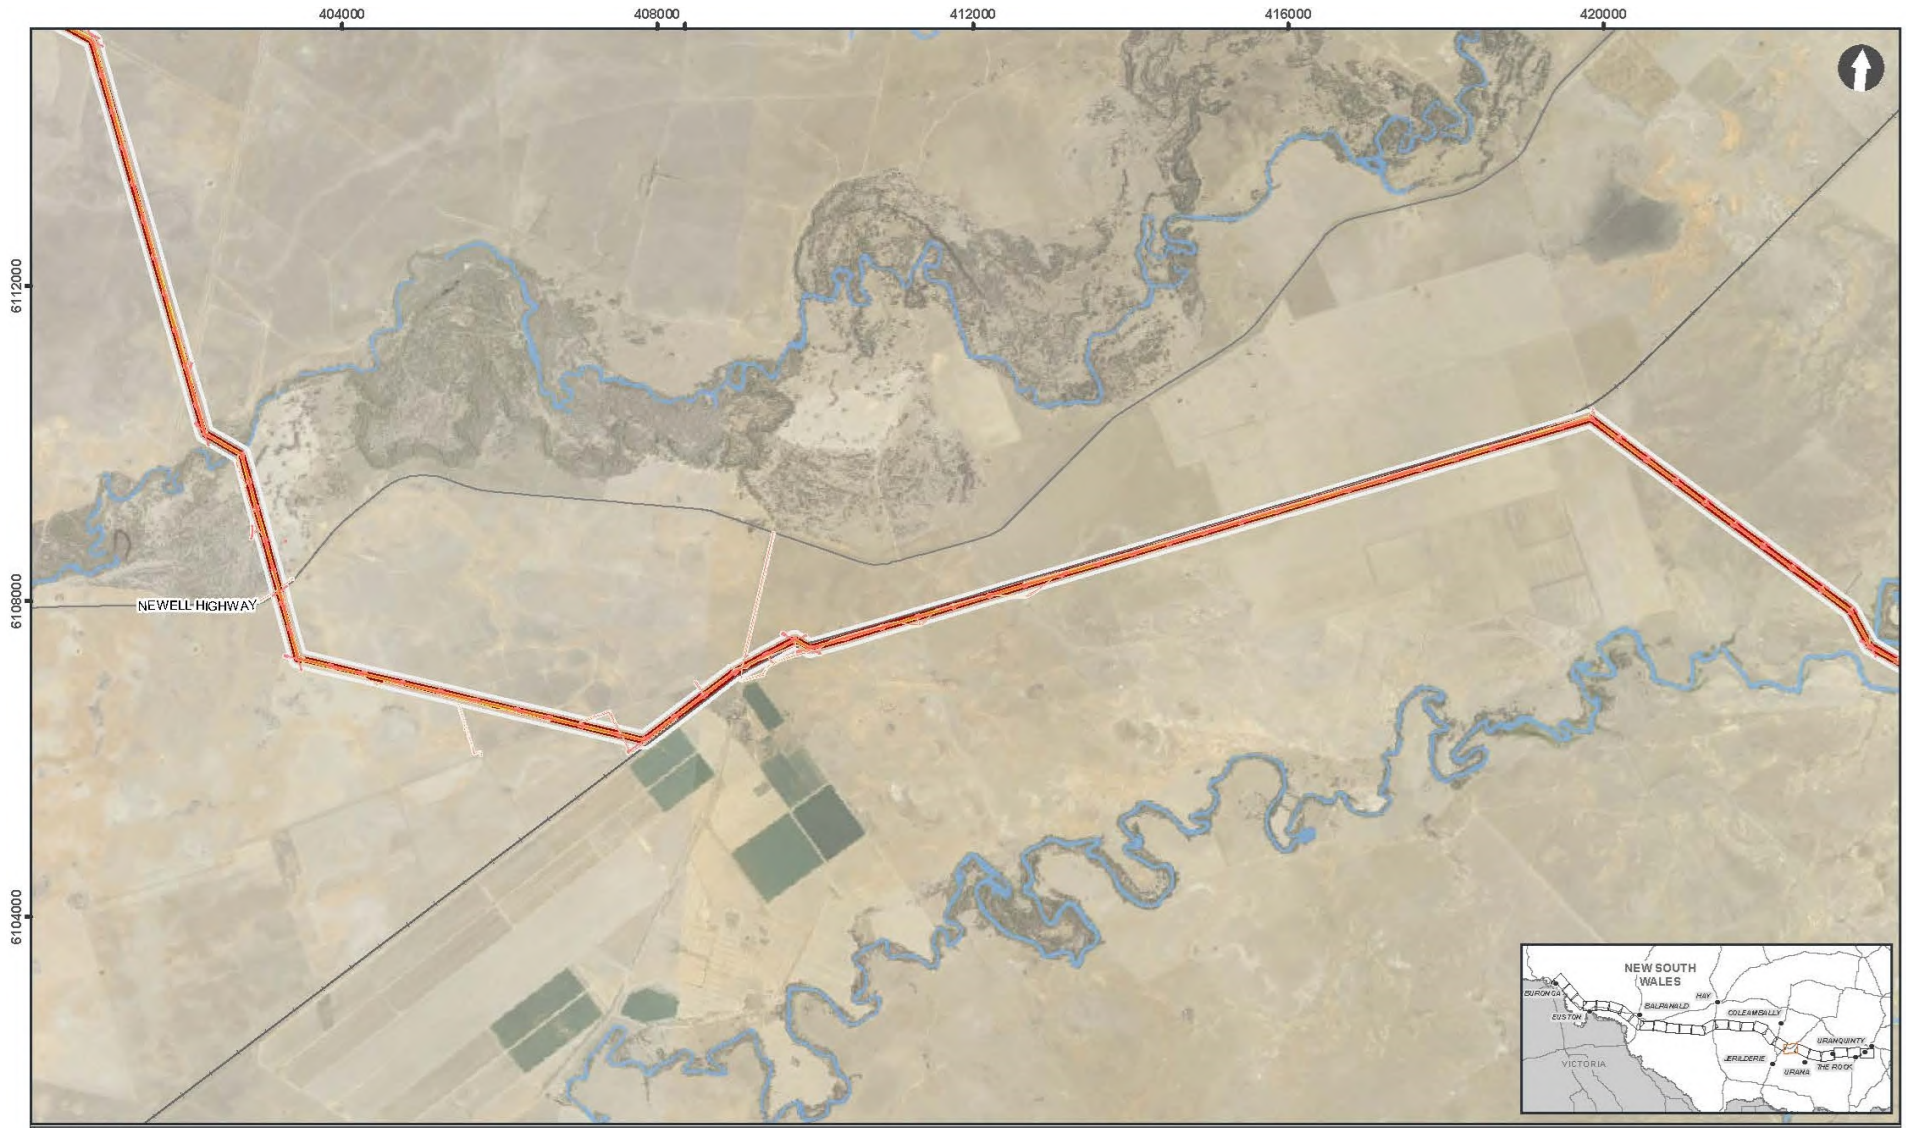 404000
408000
412000
416000
420000
6112000
6108000
6104000
NEWELL HIGHWAY
NEW SOUTH
WALES
BURONGA
EUSTON
BALRANALD
HAY
COLEAMBALLY
JERILDERIE
URANQUINTY
URANA
THE ROCK
VICTORIA